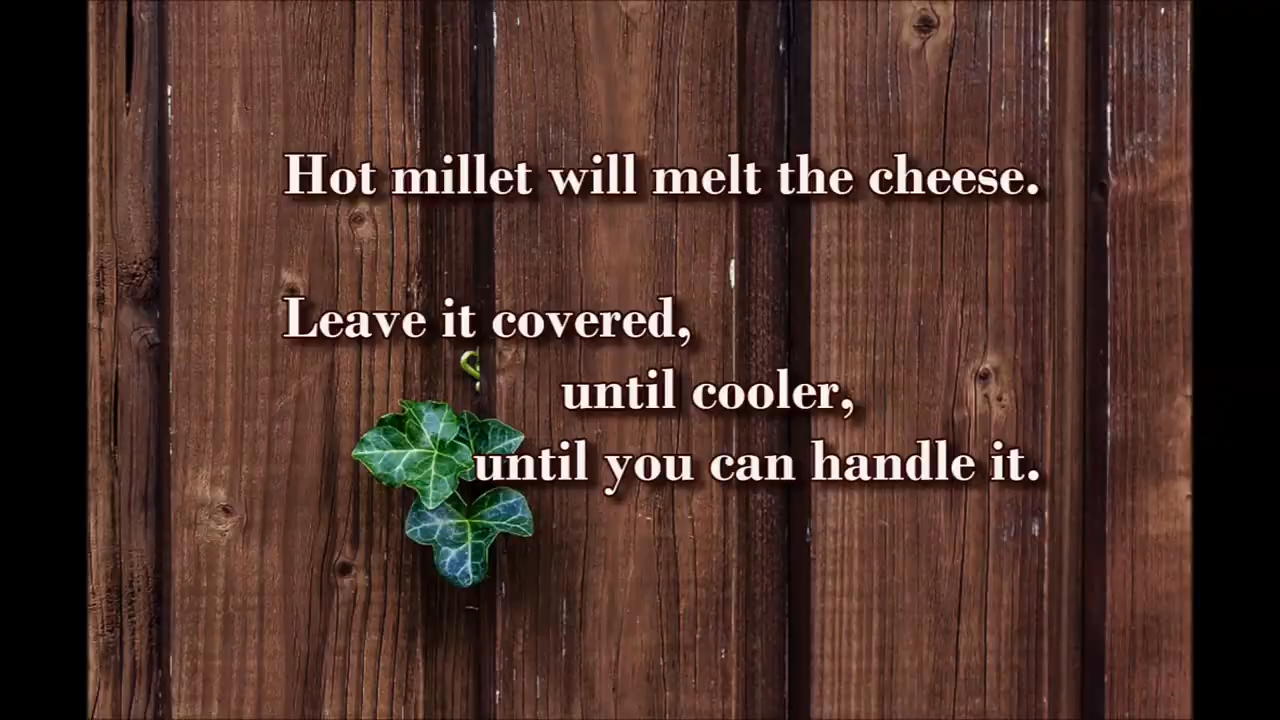 Hot millet will melt the cheese.
Leave it covered,
until cooler,
until you can handle it.